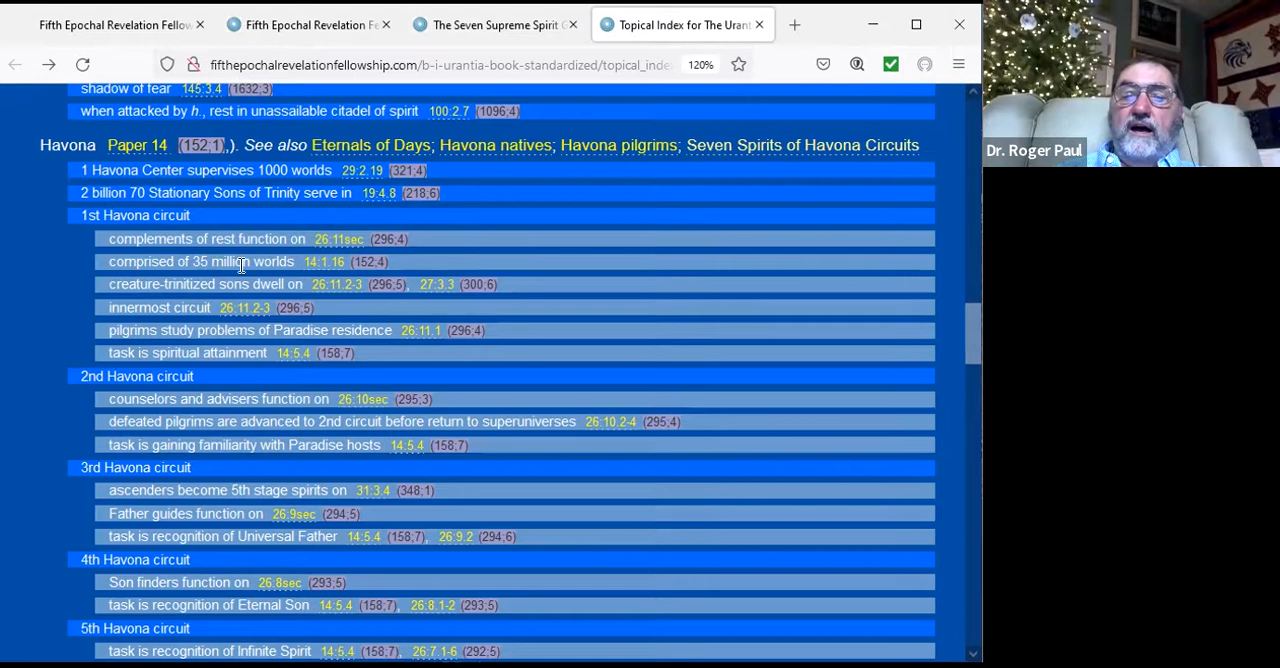 Fifth Epochal Revelation Fellow
Fifth Epochal Revelation Fe
The Seven Supreme Spirit G
Topical Index for The Urant
fifthepochalrevelationfellowship.com/b-i-urantia-book-standardized/topical_inde
120%
shadow of fear 145:3.4 (1632;3)
when attacked by h., rest in unassailable citadel of spirit 100:2.7 (1096;4)
Havona Paper 14 (152;1),). See also Eternals of Days; Havona natives; Havona pilgrims; Seven Spirits of Havona Circuits
1 Havona Center supervises 1000 worlds 29:2.19 (321;4)
2 billion 70 Stationary Sons of Trinity serve in 19:4.8 (218;6)
1st Havona circuit
complements of rest function on 26:11sec (296;4)
comprised of 35 million worlds 14:1.16 (152;4)
creature-trinitized sons dwell on 26:11.2-3 (296;5), 27:3.3 (300;6)
innermost circuit 26:11.2-3 (296;5)
pilgrims study problems of Paradise residence 26:11.1 (296;4)
task is spiritual attainment 14:5.4 (158;7)
2nd Havona circuit
counselors and advisers function on 26:10sec (295;3)
defeated pilgrims are advanced to 2nd circuit before return to superuniverses 26:10.2-4 (295;4)
task is gaining familiarity with Paradise hosts 14:5.4 (158;7)
3rd Havona circuit
ascenders become 5th stage spirits on 31:3.4 (348;1)
Father guides function on 26:9sec (294;5)
task is recognition of Universal Father 14:5.4 (158;7), 26:9.2 (294;6)
4th Havona circuit
Son finders function on 26:8sec (293;5)
task is recognition of Eternal Son 14:5.4 (158;7), 26:8.1-2 (293;5)
5th Havona circuit
task is recognition of Infinite Spirit 14:5.4 (158;7), 26:7.1-6 (292;5)
Dr. Roger Paul